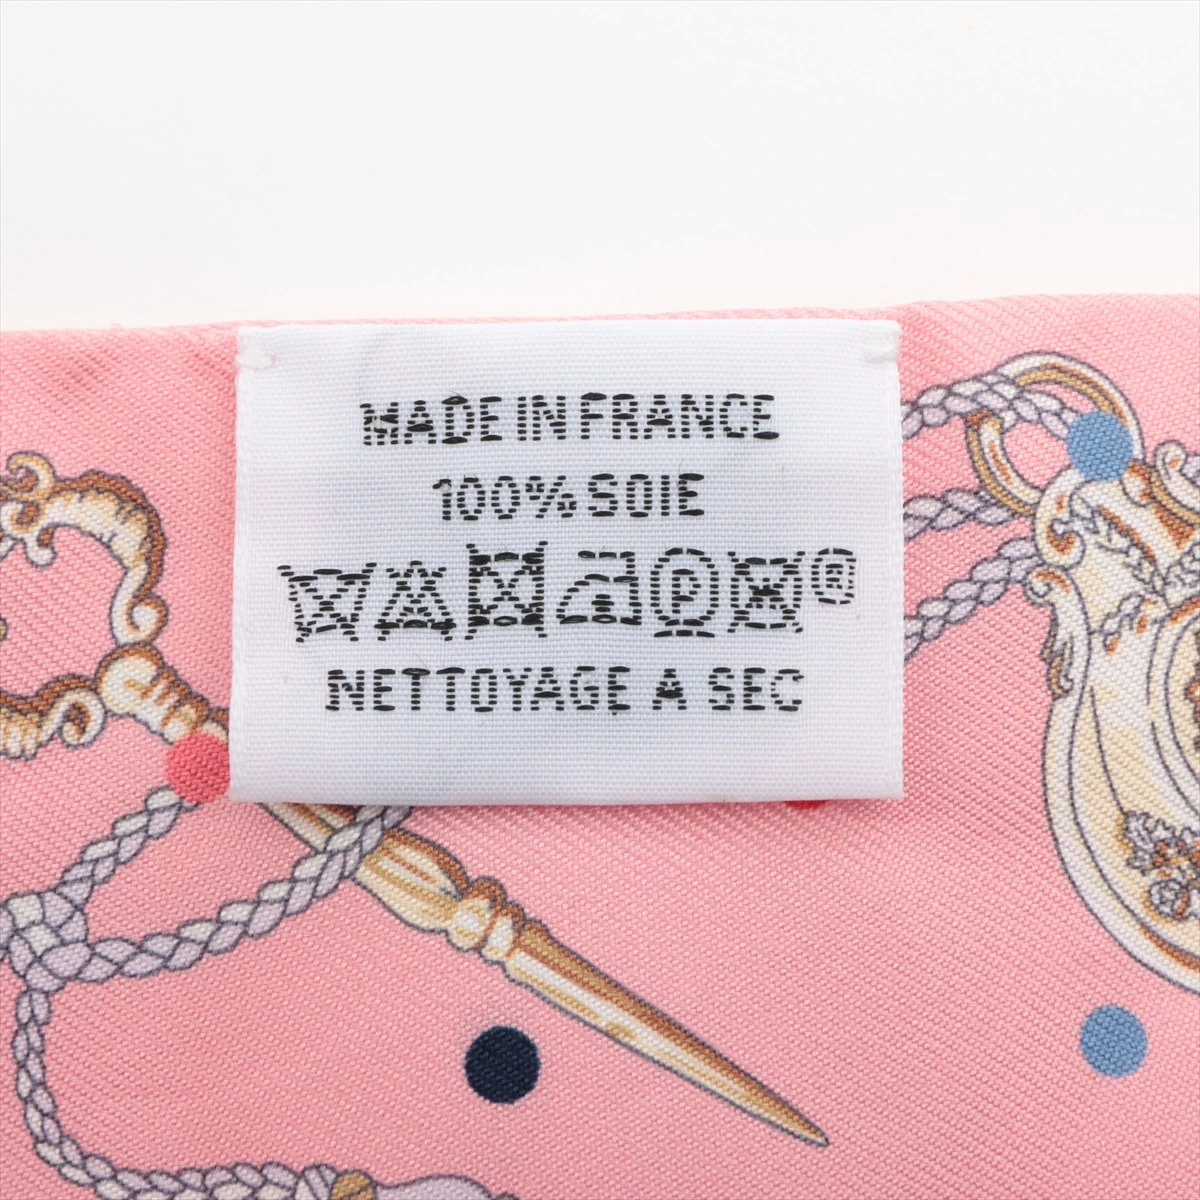 MADE IN FRANCE
100% SOIE
P ®
NETTOYAGE A SEC